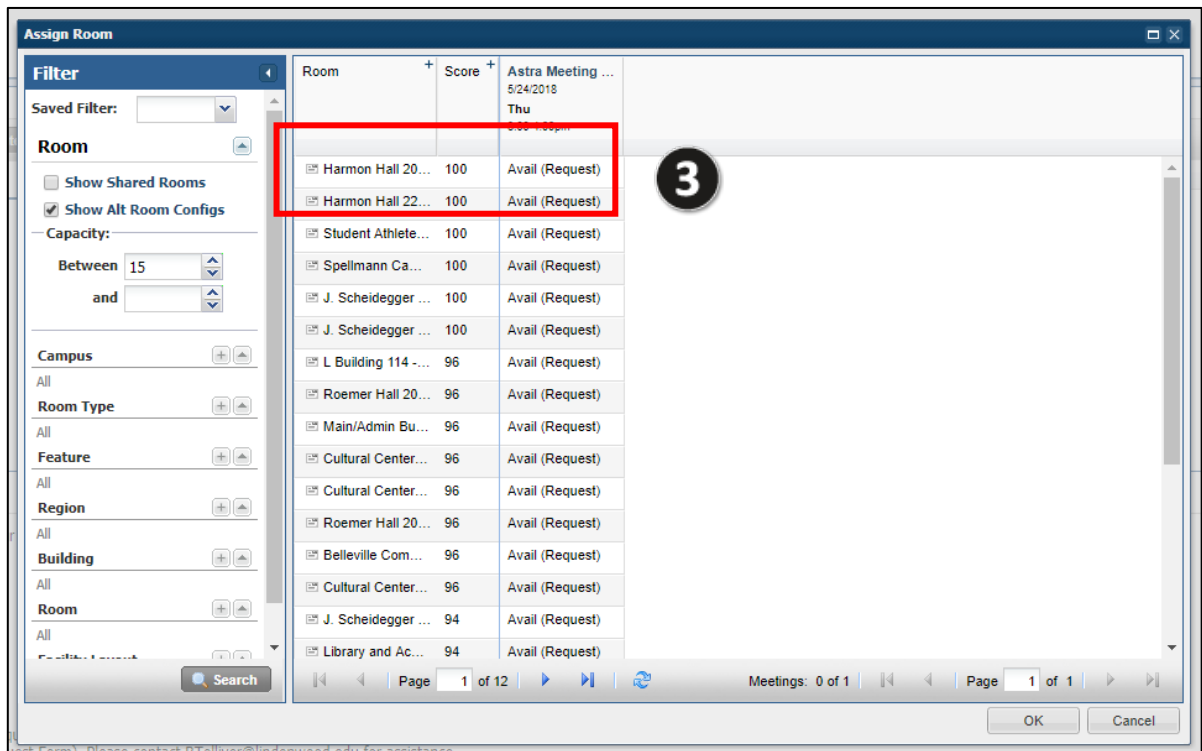 Assign Room
Filter
Saved Filter:
Room
Show Shared Rooms
Show Alt Room Configs
Capacity:
Between 15
and
Campus
All
Room Type
All
Feature
All
Region
All
Building
All
Room
All
Search
Room Score Astra Meeting ...
5/24/2018
Thu
Harmon Hall 20... 100 Avail (Request)
Harmon Hall 22... 100 Avail (Request)
Student Athlete... 100 Avail (Request)
Spellmann Ca... 100 Avail (Request)
J. Scheidegger ... 100 Avail (Request)
J. Scheidegger ... 100 Avail (Request)
L Building 114 -... 96 Avail (Request)
Roemer Hall 20... 96 Avail (Request)
Main/Admin Bu... 96 Avail (Request)
Cultural Center... 96 Avail (Request)
Cultural Center... 96 Avail (Request)
Roemer Hall 20... 96 Avail (Request)
Belleville Com... 96 Avail (Request)
Cultural Center... 96 Avail (Request)
J. Scheidegger ... 94 Avail (Request)
Library and Ac... 94 Avail (Request)
3
Page 1 of 12
Meetings: 0 of 1
Page 1 of 1
OK Cancel